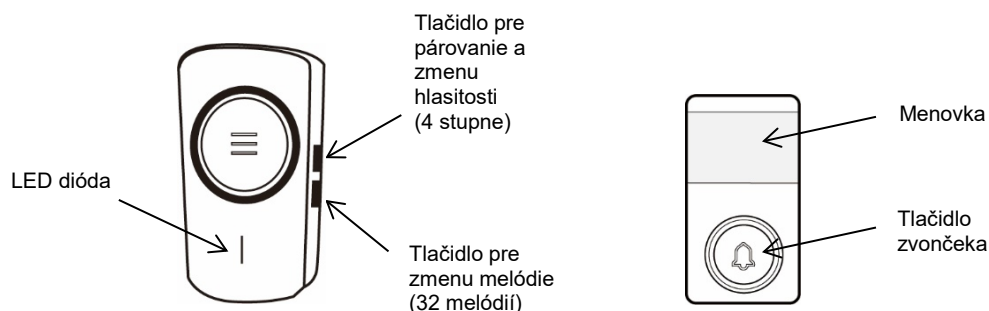 Tlačidlo pre
párovanie a
zmenu
hlasitosti
(4 stupne)
LED dióda
Tlačidlo pre
zmenu melódie
(32 melódií)
Menovka
Tlačidlo
zvončeka